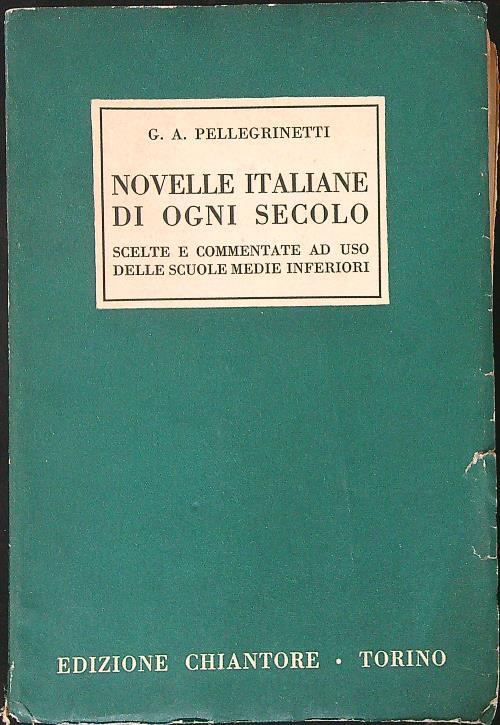 G. A. PELLEGRINETTI
NOVELLE ITALIANE
DI OGNI SECOLO
SCELTE E COMMENTATE AD USO
DELLE SCUOLE MEDIE INFERIORI
EDIZIONE CHIANTORE • TORINO